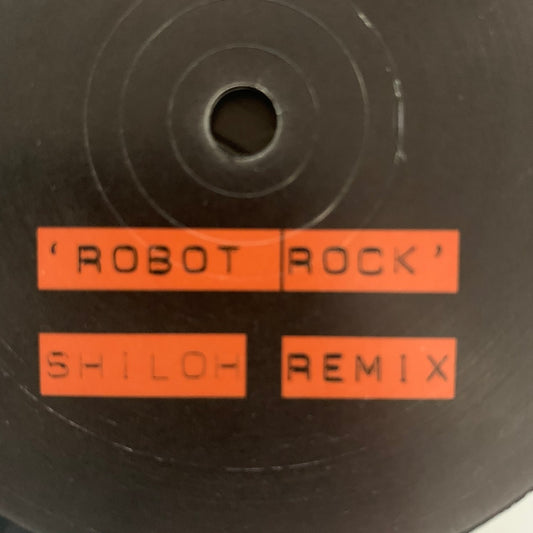 ‘ROBOT ROCK’
SHILOH REMIX